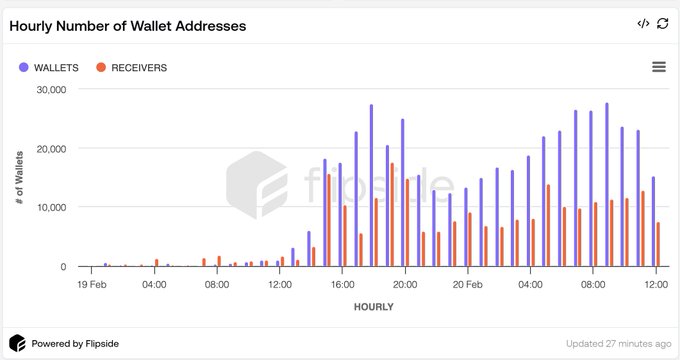 Hourly Number of Wallet Addresses
</>
WALLETS RECEIVERS
30,000
20,000
10,000
0
# of Wallets
flipside
19 Feb 04:00 08:00 12:00 16:00 20:00 20 Feb 04:00 08:00 12:00
HOURLY
Powered by Flipside
Updated 27 minutes ago